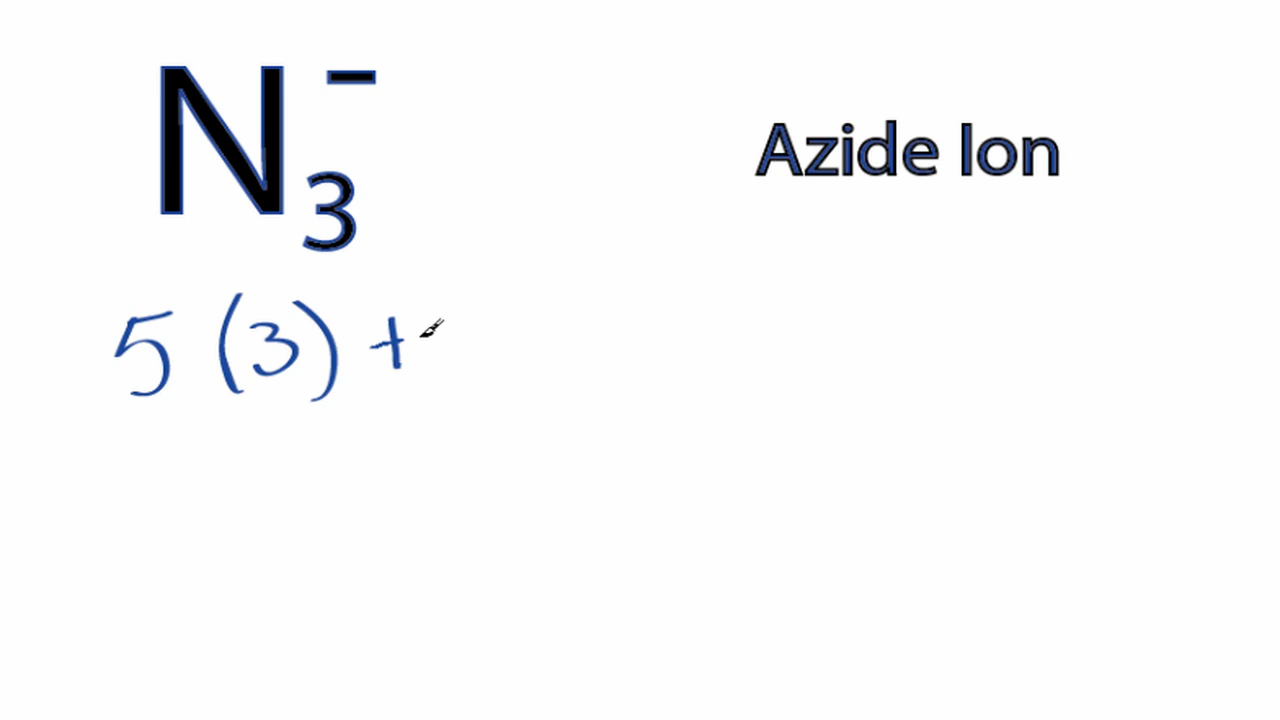 N₃⁻
Azide Ion
5 (3) +